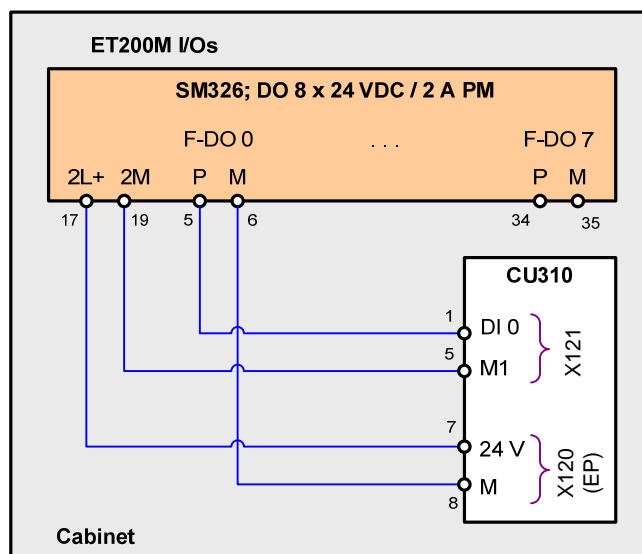 ET200M I/Os
SM326; DO 8 x 24 VDC / 2 A PM
F-DO 0 . . . F-DO 7
2L+ 2M P M P M
17 19 5 6 34 35
CU310
1 DI 0
5 M1
X121
7 24 V
8 M
X120
(EP)
Cabinet